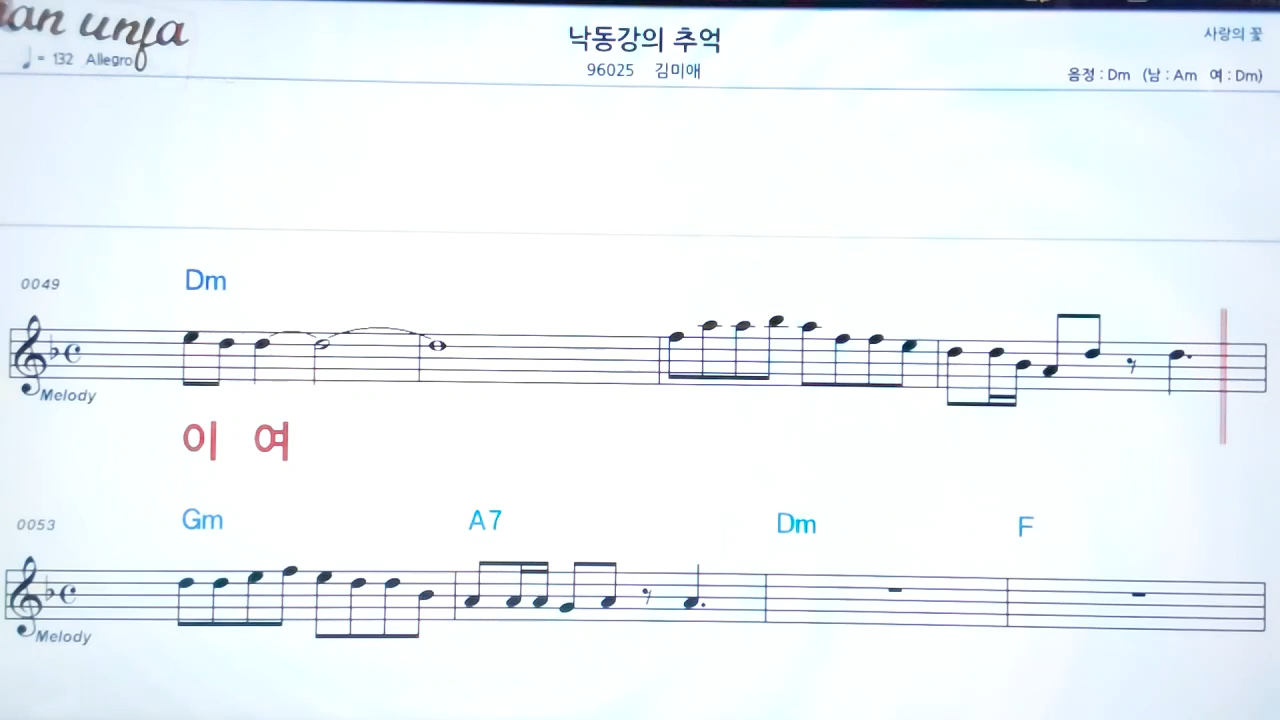 unja
낙동강의 추억
사랑의 꽃
♩ = 132 Allegro
96025 김미애
음정 : Dm (남 : Am 여 : Dm)
0049 Dm
Melody
이 여
0053 Gm A7 Dm F
Melody